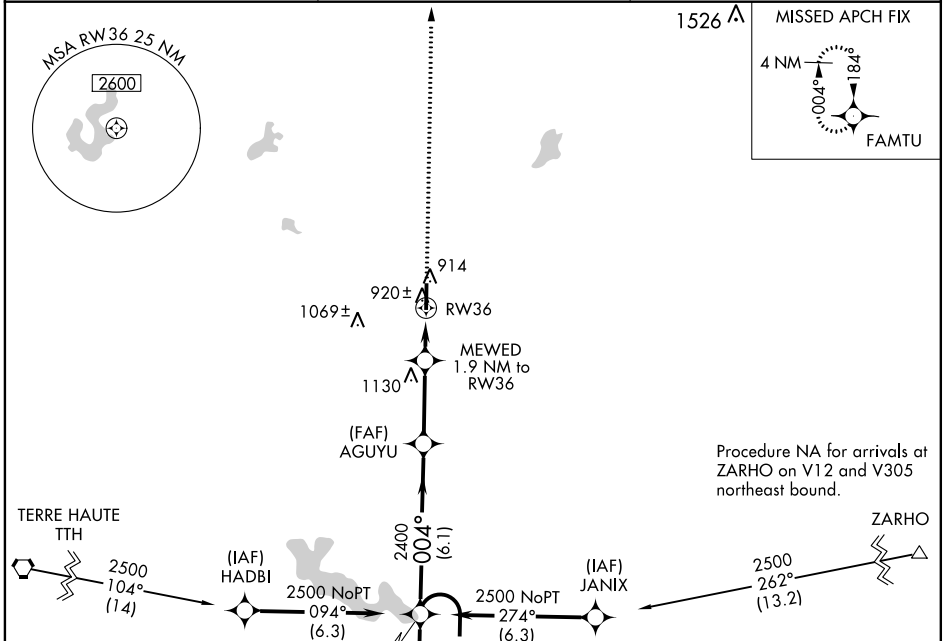 MSA RW36 25 NM
2600
1526
MISSED APCH FIX
4 NM
004°
184°
FAMTU
914
920±
RW36
1069±
MEWED
1.9 NM to
RW36
1130
(FAF)
AGUYU
Procedure NA for arrivals at
ZARHO on V12 and V305
northeast bound.
TERRE HAUTE
TTH
2500
104°
(14)
(IAF)
HADBI
2500 NoPT
094°
(6.3)
2400
004°
(6.1)
2500 NoPT
274°
(6.3)
(IAF)
JANIX
2500
262°
(13.2)
ZARHO